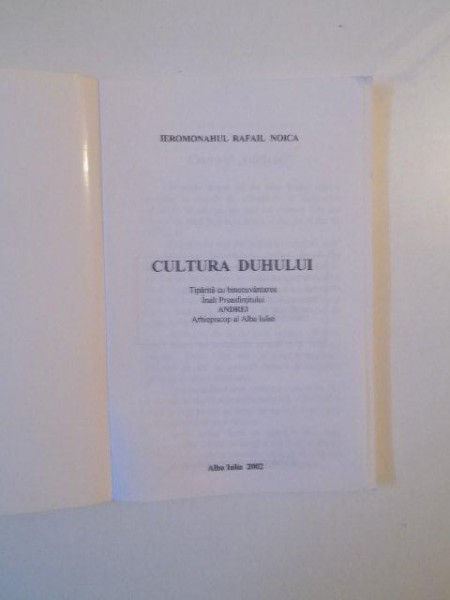 IEROMONAHUL RAFAIL NOICA
CULTURA DUHULUI
Tipărită cu binecuvântarea
Înalt Preasfinţitului
ANDREI
Arhiepiscop al Alba Iuliei
Alba Iulia 2002